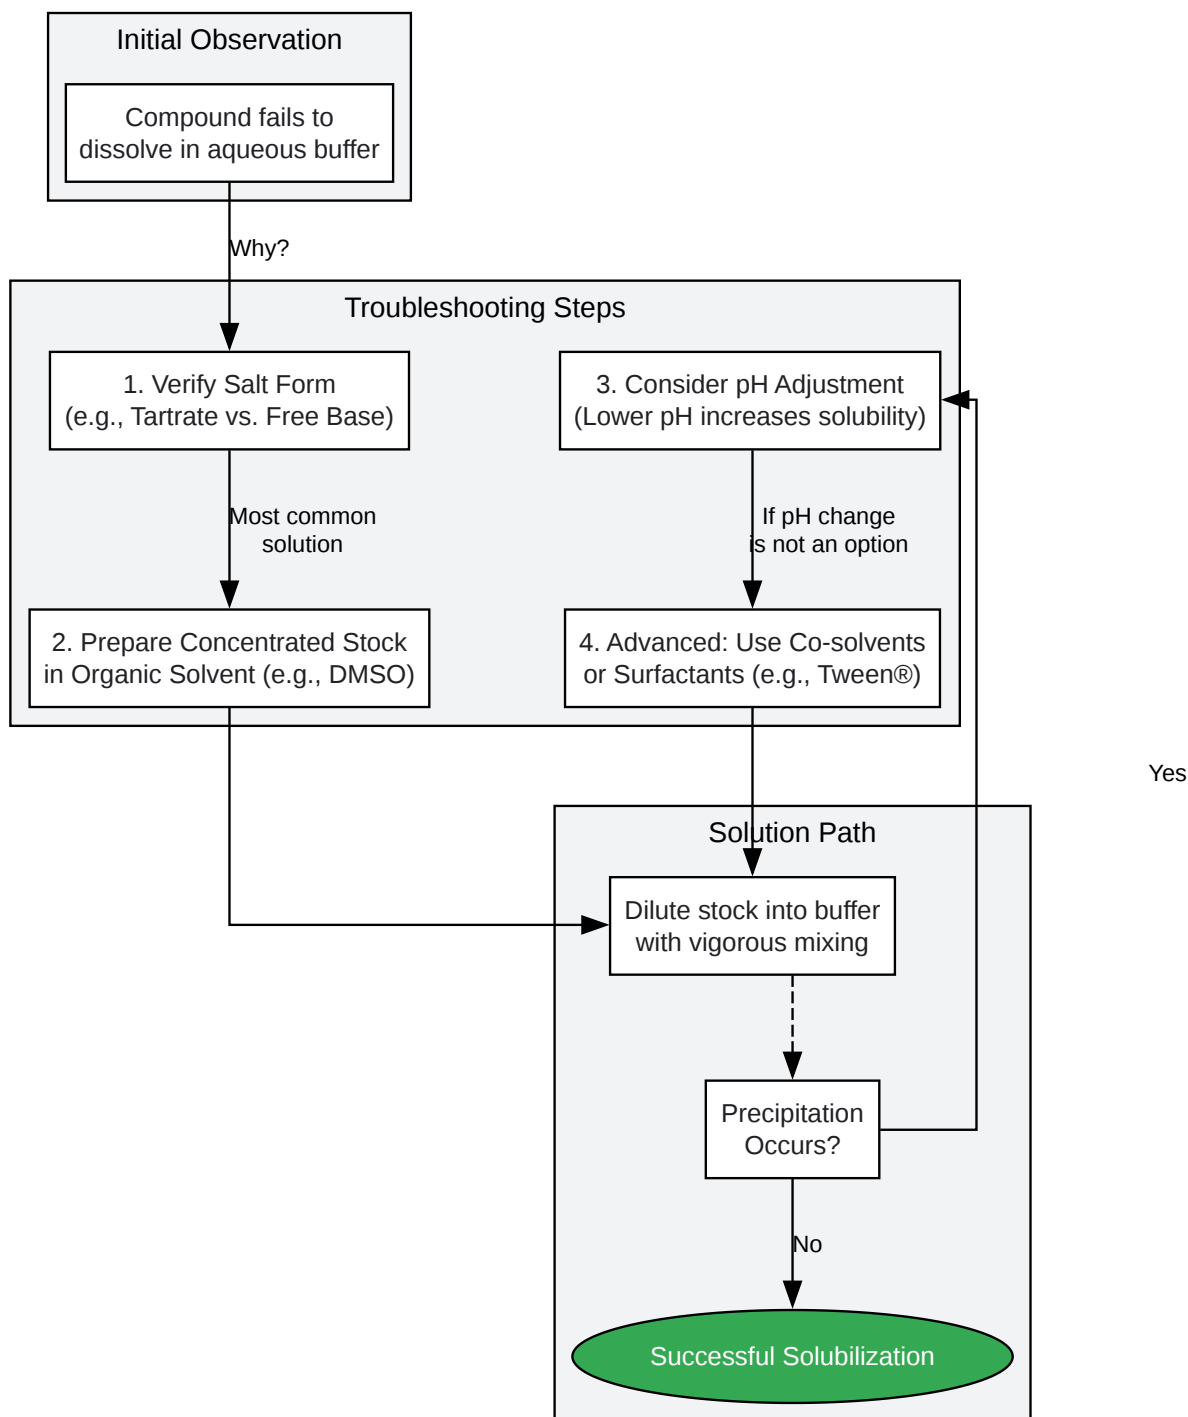 Initial Observation
Compound fails to
dissolve in aqueous buffer
Why?
Troubleshooting Steps
1. Verify Salt Form
(e.g., Tartrate vs. Free Base)
Most common
solution
2. Prepare Concentrated Stock
in Organic Solvent (e.g., DMSO)
3. Consider pH Adjustment
(Lower pH increases solubility)
If pH change
is not an option
4. Advanced: Use Co-solvents
or Surfactants (e.g., Tween®)
Yes
Solution Path
Dilute stock into buffer
with vigorous mixing
Precipitation
Occurs?
No
Successful Solubilization